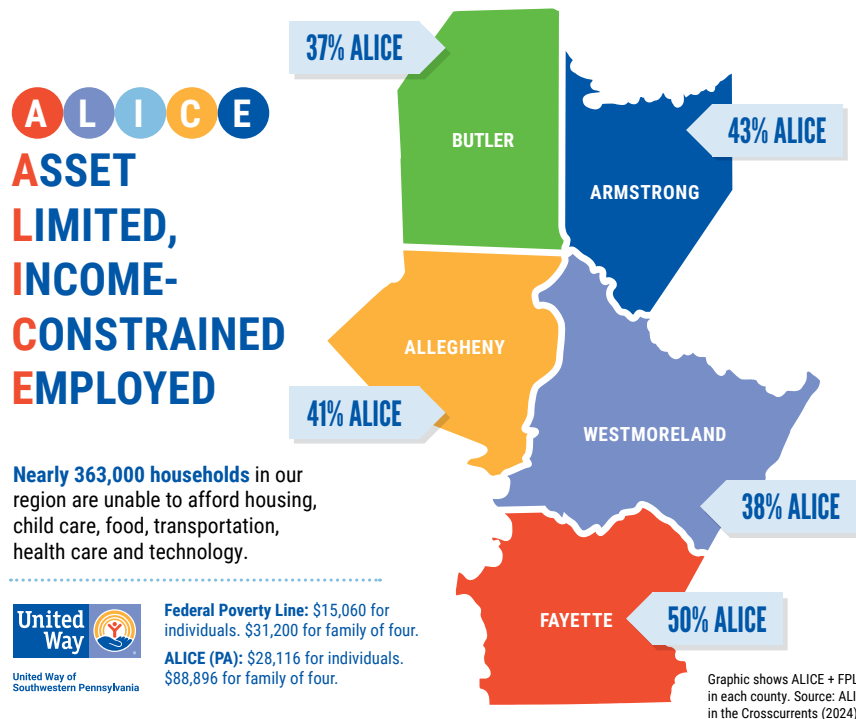 A L I C E
ASSET
LIMITED,
INCOME-
CONSTRAINED
EMPLOYED
Nearly 363,000 households in our
region are unable to afford housing,
child care, food, transportation,
health care and technology.
United
Way
United Way of
Southwestern Pennsylvania
Federal Poverty Line: $15,060 for
individuals. $31,200 for family of four.
ALICE (PA): $28,116 for individuals.
$88,896 for family of four.
37% ALICE
BUTLER
43% ALICE
ARMSTRONG
ALLEGHENY
41% ALICE
WESTMORELAND
38% ALICE
FAYETTE
50% ALICE
Graphic shows ALICE + FPL
in each county. Source: ALI
in the Crosscurrents (2024)